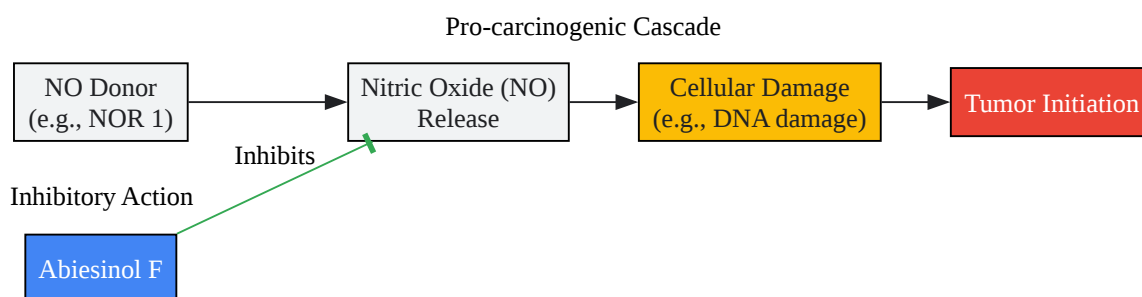 Pro-carcinogenic Cascade
NO Donor
(e.g., NOR 1)
Nitric Oxide (NO)
Release
Cellular Damage
(e.g., DNA damage)
Tumor Initiation
Inhibits
Inhibitory Action
Abiesinol F